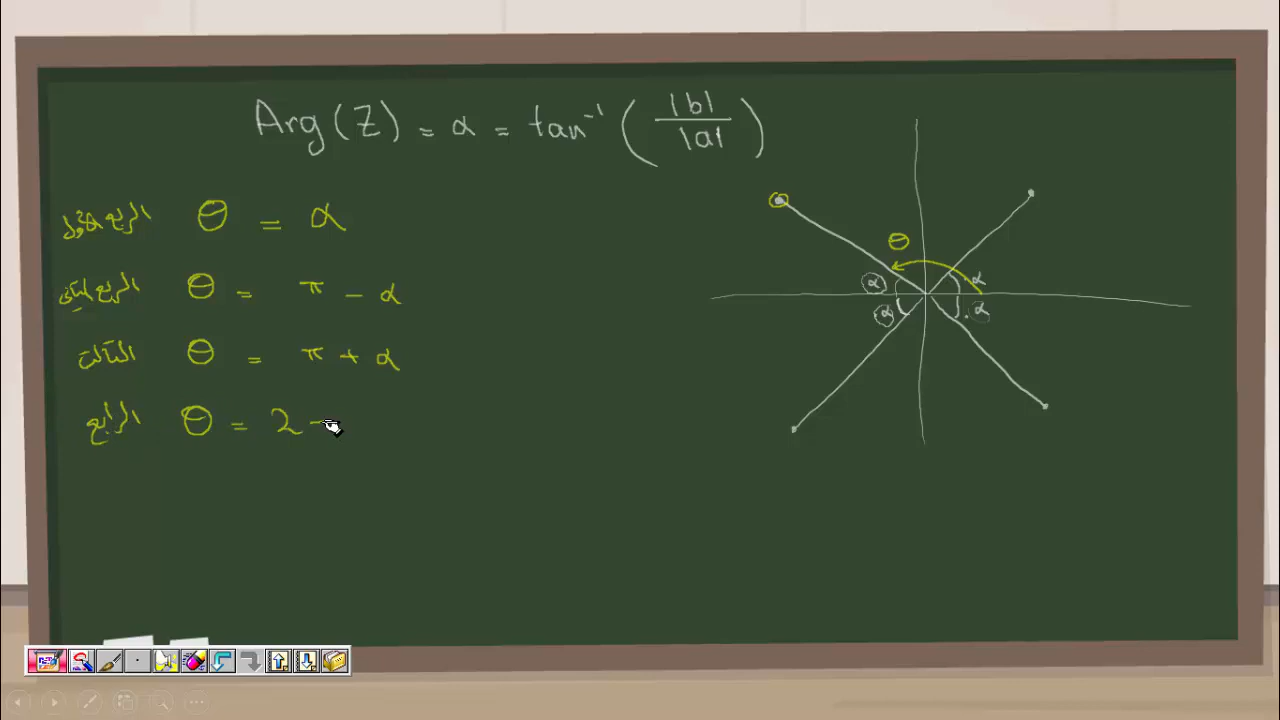 Arg(Z) = α = tan⁻¹ (|b| / |a|)
الربع الأول θ = α
الربع الثاني θ = π - α
الثالث θ = π + α
الرابع θ = 2
θ
α
α
α
α